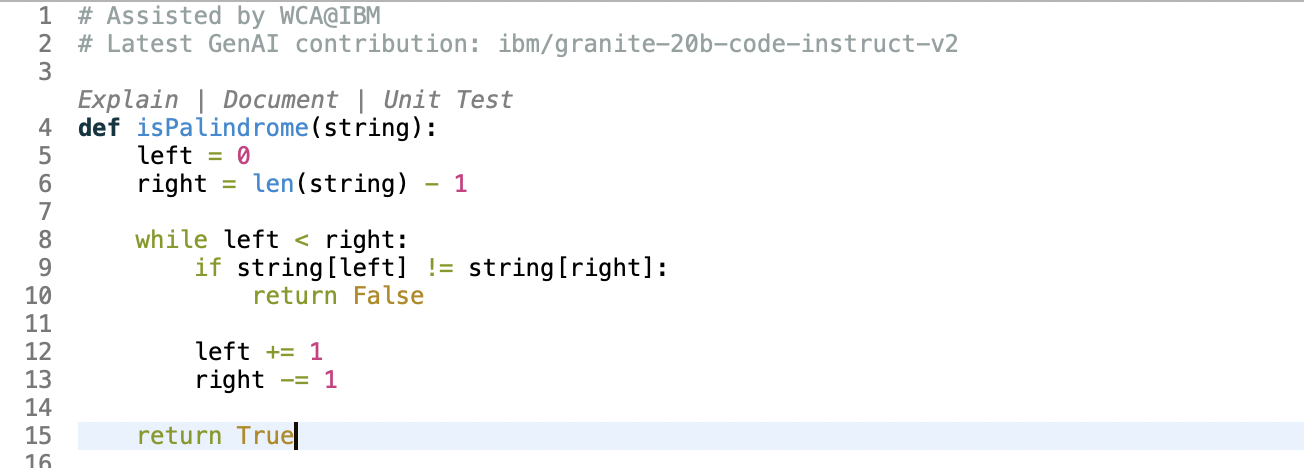 1 # Assisted by WCA@IBM
2 # Latest GenAI contribution: ibm/granite-20b-code-instruct-v2
3
Explain | Document | Unit Test
4 def isPalindrome(string):
5     left = 0
6     right = len(string) - 1
7
8     while left < right:
9         if string[left] != string[right]:
10             return False
11
12         left += 1
13         right -= 1
14
15     return True
16